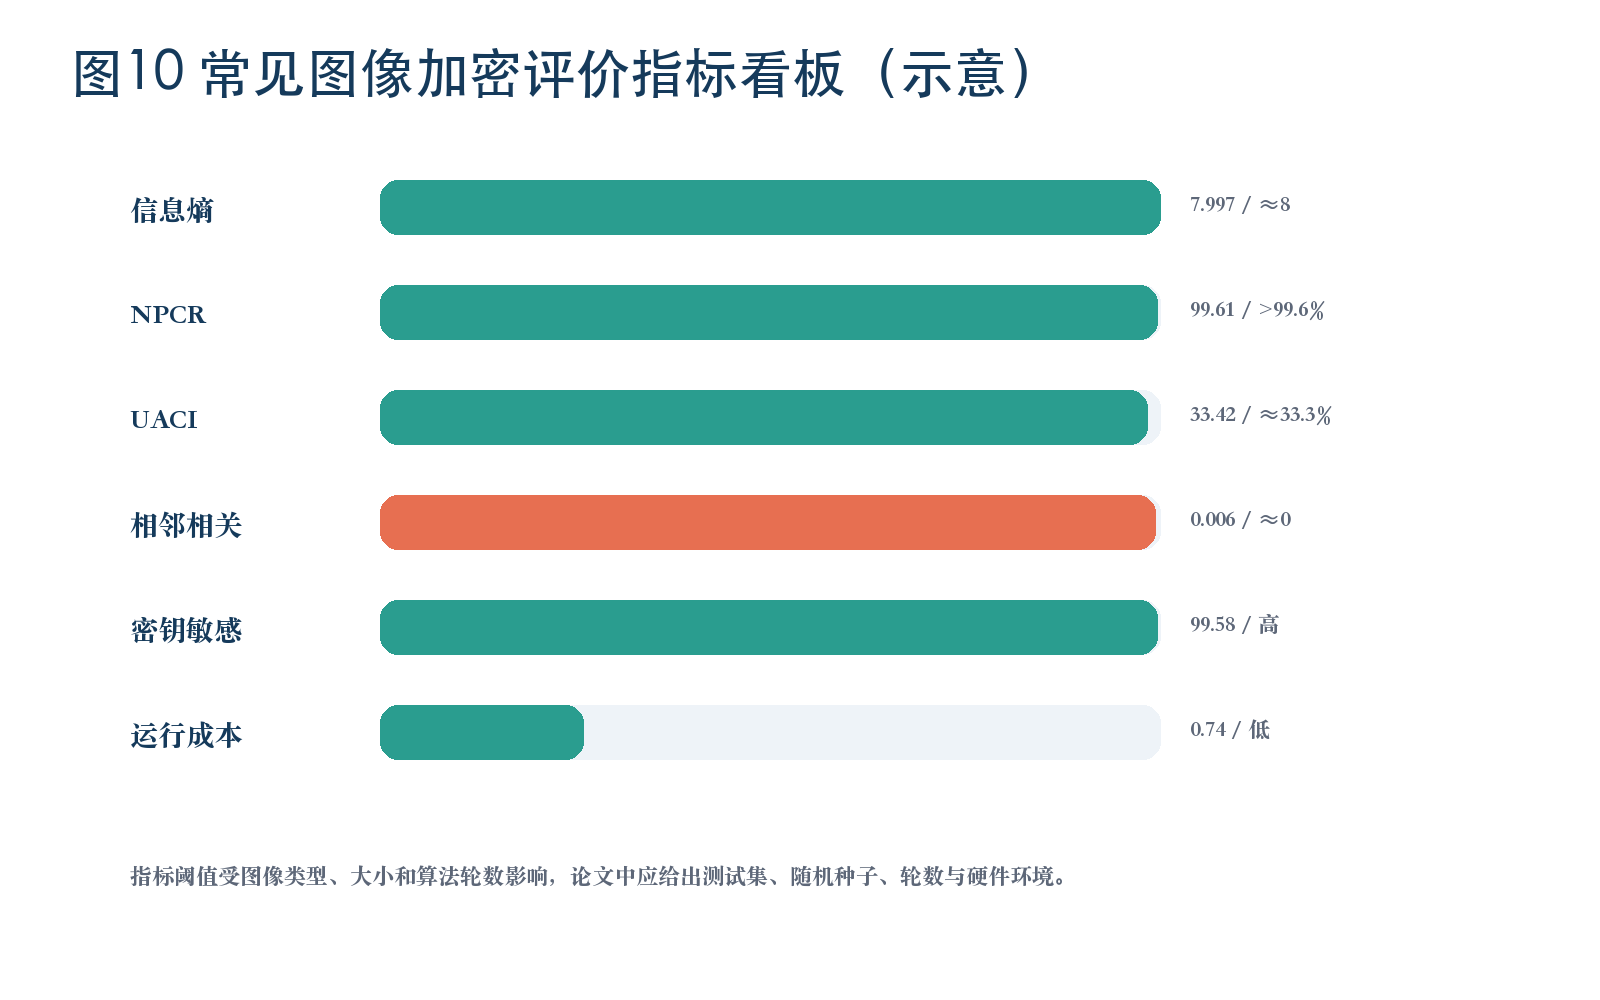 图10 常见图像加密评价指标看板（示意）
信息熵 7.997 / ≈8
NPCR 99.61 / >99.6%
UACI 33.42 / ≈33.3%
相邻相关 0.006 / ≈0
密钥敏感 99.58 / 高
运行成本 0.74 / 低
指标阈值受图像类型、大小和算法轮数影响，论文中应给出测试集、随机种子、轮数与硬件环境。